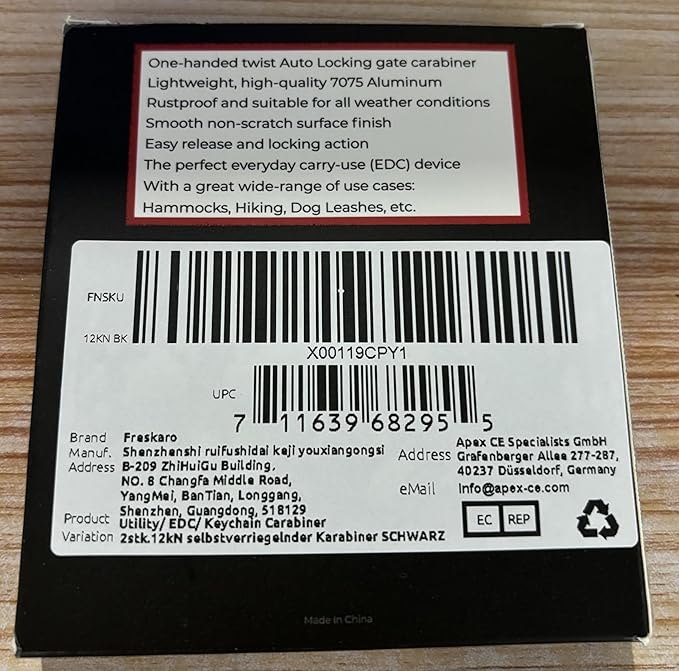 One-handed twist Auto Locking gate carabiner
Lightweight, high-quality 7075 Aluminum
Rustproof and suitable for all weather conditions
Smooth non-scratch surface finish
Easy release and locking action
The perfect everyday carry-use (EDC) device
With a great wide-range of use cases:
Hammocks, Hiking, Dog Leashes, etc.
FNSKU
12KN BK
X00119CPY1
UPC
7 11639 68295 5
Brand Freskaro
Manuf. Shenzhenshi ruifushidai keji youxiangongsi
Address B-209 ZhiHuiGu Building,
NO. 8 ChangFa Middle Road,
YangMei, BanTian, Longgang,
Shenzhen, Guangdong, 518129
Product Utility/ EDC/ Keychain Carabiner
Variation 2stk.12kN selbstverriegelnder Karabiner SCHWARZ
Apex CE Specialists GmbH
Address Grafenberger Allee 277-287,
40237 Düsseldorf, Germany
eMail Info@apex-ce.com
EC REP
Made In China